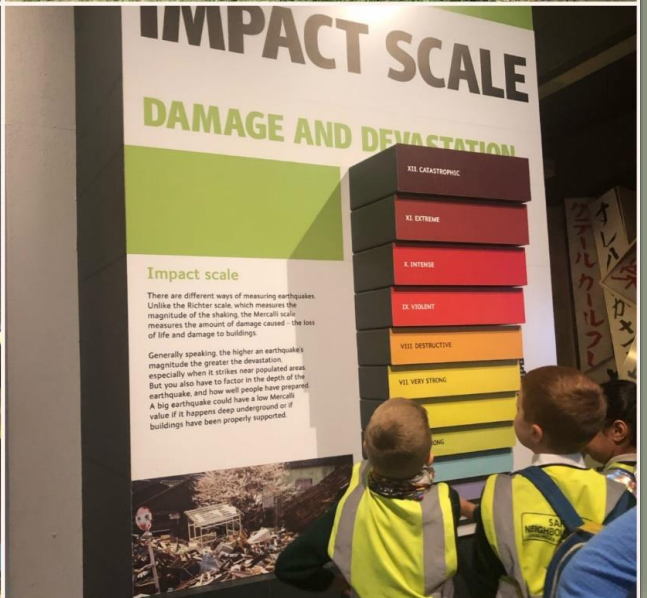 IMPACT SCALE
DAMAGE AND DEVASTATION
XII. CATASTROPHIC
XI. EXTREME
X. INTENSE
IX. VIOLENT
VIII. DESTRUCTIVE
VII. VERY STRONG
Impact scale
There are different ways of measuring earthquakes.
Unlike the Richter scale, which measures the
magnitude of the shaking, the Mercalli scale
measures the amount of damage caused – the loss
of life and damage to buildings.
Generally speaking, the higher an earthquake's
magnitude the greater the devastation,
especially when it strikes near populated areas.
But you also have to factor in the depth of the
earthquake, and how well people have prepared.
A big earthquake could have a low Mercalli
value if it happens deep underground or if
buildings have been properly supported.